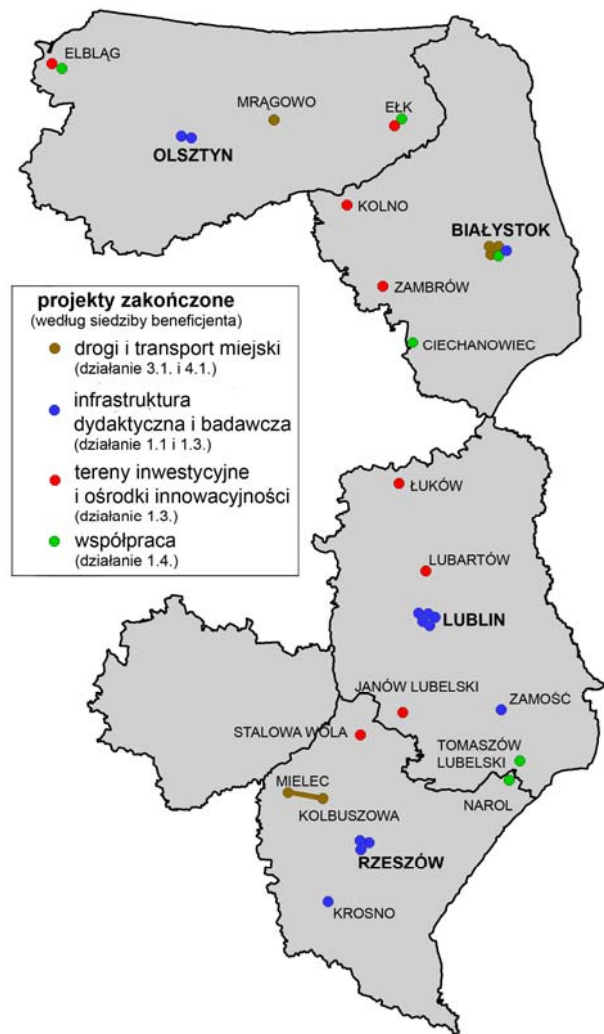 ELBLĄG
MRĄGOWO
EŁK
OLSZTYN
KOLNO
BIAŁYSTOK
ZAMBRÓW
CIECHANOWIEC
projekty zakończone
(według siedziby beneficjenta)
drogi i transport miejski
(działanie 3.1. i 4.1.)
infrastruktura
dydaktyczna i badawcza
(działanie 1.1 i 1.3.)
tereny inwestycyjne
i ośrodki innowacyjności
(działanie 1.3.)
współpraca
(działanie 1.4.)
ŁUKÓW
LUBARTÓW
LUBLIN
JANÓW LUBELSKI
ZAMOŚĆ
STALOWA WOLA
TOMASZÓW
LUBELSKI
MIELEC
NAROL
KOLBUSZOWA
RZESZÓW
KROSNO